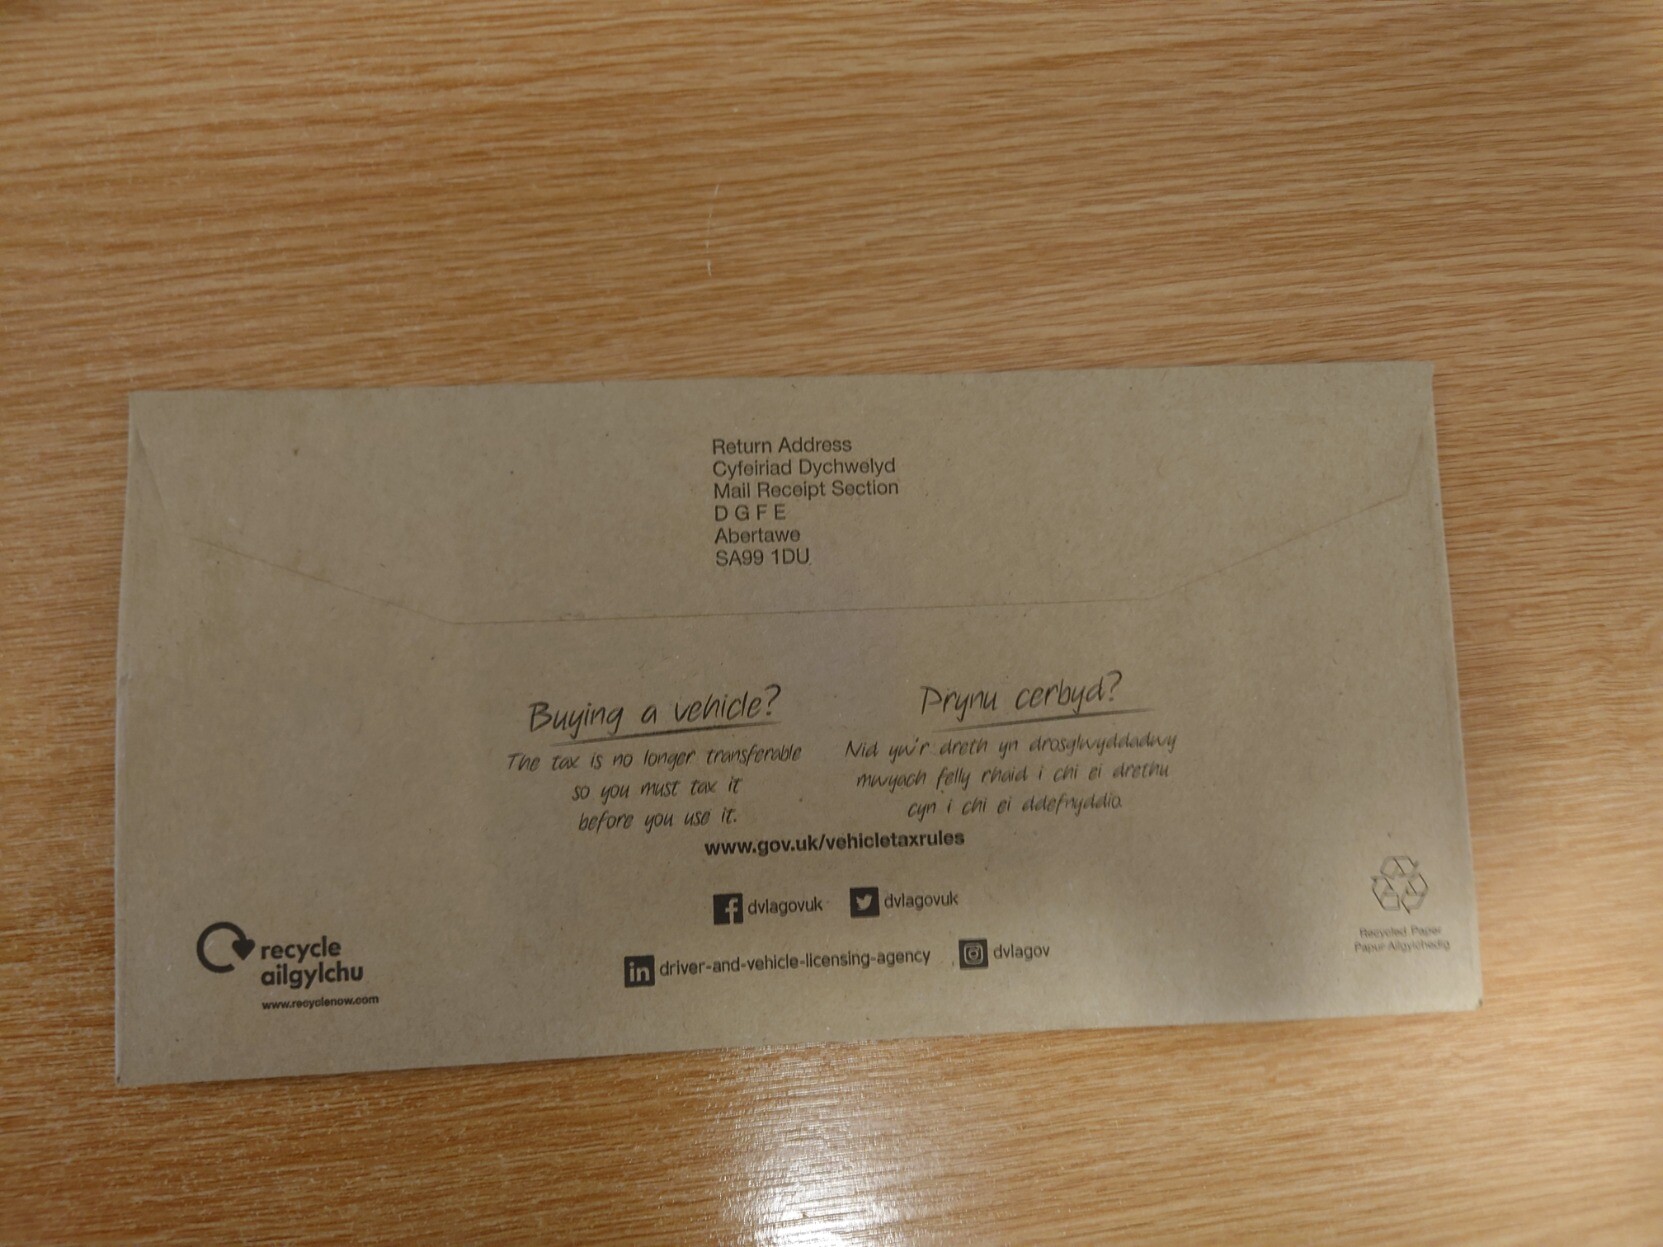 Return Address
Cyfeiriad Dychwelyd
Mail Receipt Section
D G F E
Abertawe
SA99 1DU
Buying a vehicle?
The tax is no longer transferable
so you must tax it
before you use it.
Prynu cerbyd?
Nid yw'r dreth yn drosglwyddadwy
mwyach felly rhaid i chi ei drethu
cyn i chi ei ddefnyddio.
www.gov.uk/vehicletaxrules
dvlagovuk dvlagovuk
driver-and-vehicle-licensing-agency dvlagov
recycle
ailgylchu
www.recyclenow.com
Recycled Paper
Papur Ailgylchedig